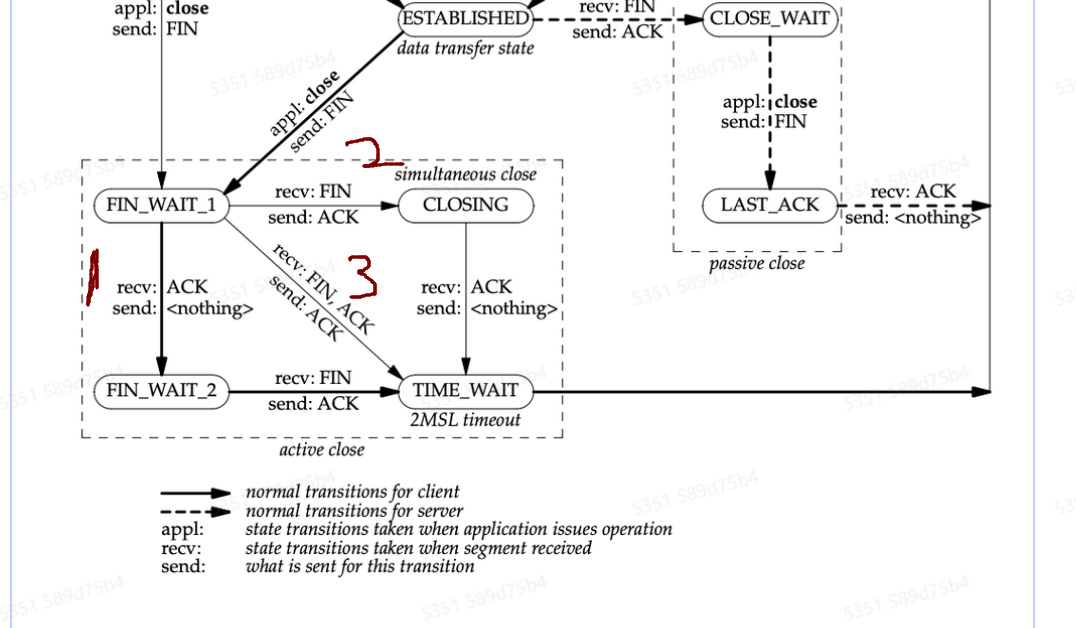 appl: close
send: FIN
ESTABLISHED
data transfer state
recv: FIN
send: ACK
CLOSE_WAIT
appl: close
send: FIN
appl: close
send: FIN
2
simultaneous close
FIN_WAIT_1
recv: FIN
send: ACK
CLOSING
LAST_ACK
recv: ACK
send: <nothing>
passive close
1
recv: ACK
send: <nothing>
recv: FIN, ACK
send: ACK
3
recv: ACK
send: <nothing>
FIN_WAIT_2
recv: FIN
send: ACK
TIME_WAIT
2MSL timeout
active close
normal transitions for client
normal transitions for server
appl: state transitions taken when application issues operation
recv: state transitions taken when segment received
send: what is sent for this transition
5351 589d75b4